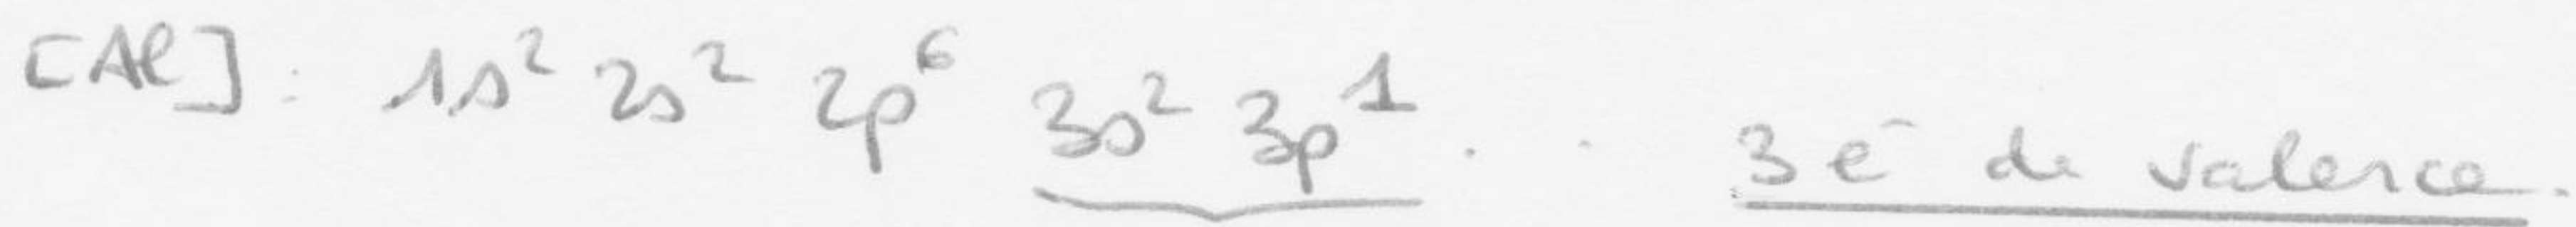 [Al] : 1s² 2s² 2p⁶ 3s² 3p¹. 3 e⁻ de valence.